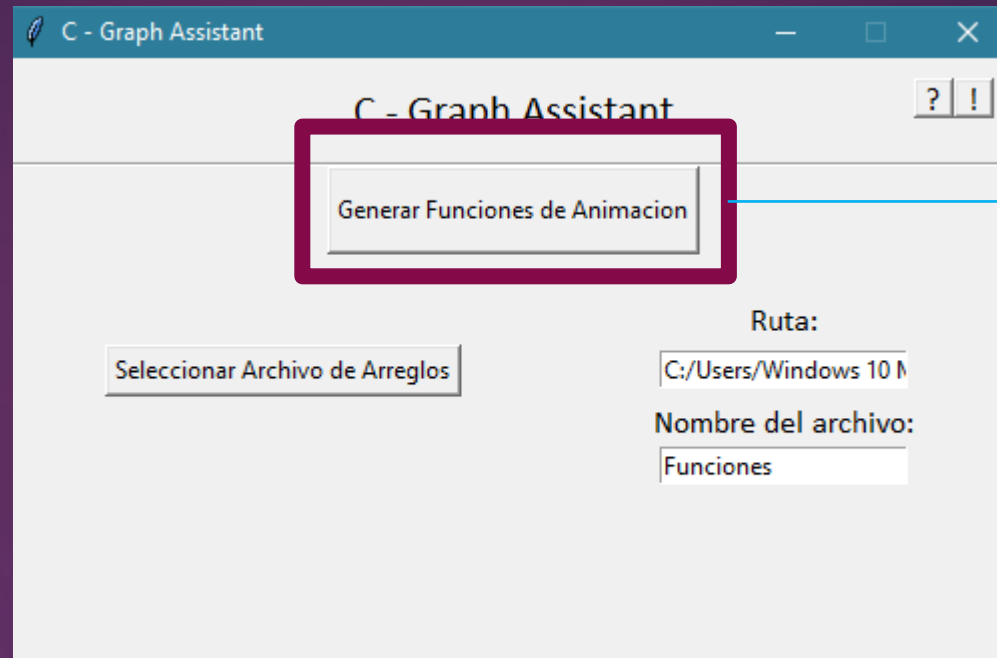 C - Graph Assistant
C - Graph Assistant
? !
Generar Funciones de Animacion
Ruta:
Seleccionar Archivo de Arreglos
C:/Users/Windows 10 
Nombre del archivo:
Funciones